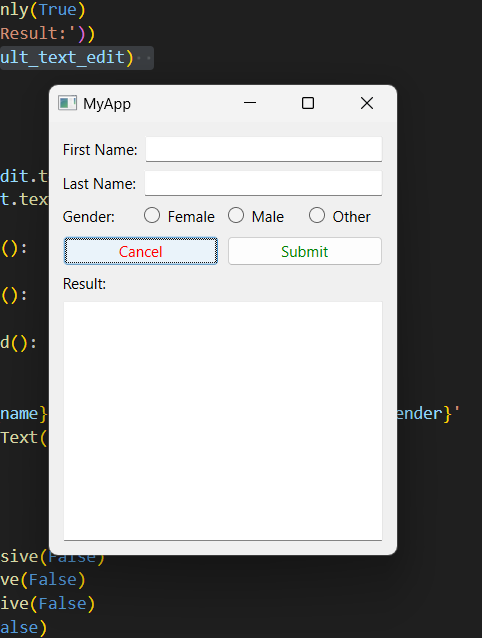 nly(True)
Result:'))
ult_text_edit)
MyApp
First Name:
Last Name:
Gender: Female Male Other
Cancel Submit
Result:
dit.t
t.tex
():
():
d():
name} ender}'
Text(
sive(False)
ve(False)
ive(False)
alse)